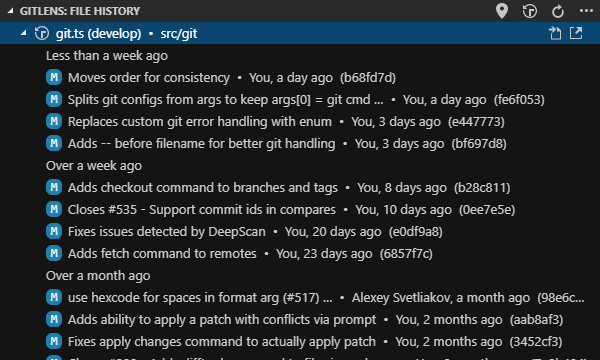 GITLENS: FILE HISTORY
git.ts (develop) • src/git
Less than a week ago
M Moves order for consistency • You, a day ago (b68fd7d)
M Splits git configs from args to keep args[0] = git cmd ... • You, a day ago (fe6f053)
M Replaces custom git error handling with enum • You, 3 days ago (e447773)
M Adds -- before filename for better git handling • You, 3 days ago (bf697d8)
Over a week ago
M Adds checkout command to branches and tags • You, 8 days ago (b28c811)
M Closes #535 - Support commit ids in compares • You, 10 days ago (0ee7e5e)
M Fixes issues detected by DeepScan • You, 20 days ago (e0df9a8)
M Adds fetch command to remotes • You, 23 days ago (6857f7c)
Over a month ago
M use hexcode for spaces in format arg (#517) ... • Alexey Svetliakov, a month ago (98e6c...
M Adds ability to apply a patch with conflicts via prompt • You, 2 months ago (aab8af3)
M Fixes apply changes command to actually apply patch • You, 2 months ago (3452cf3)